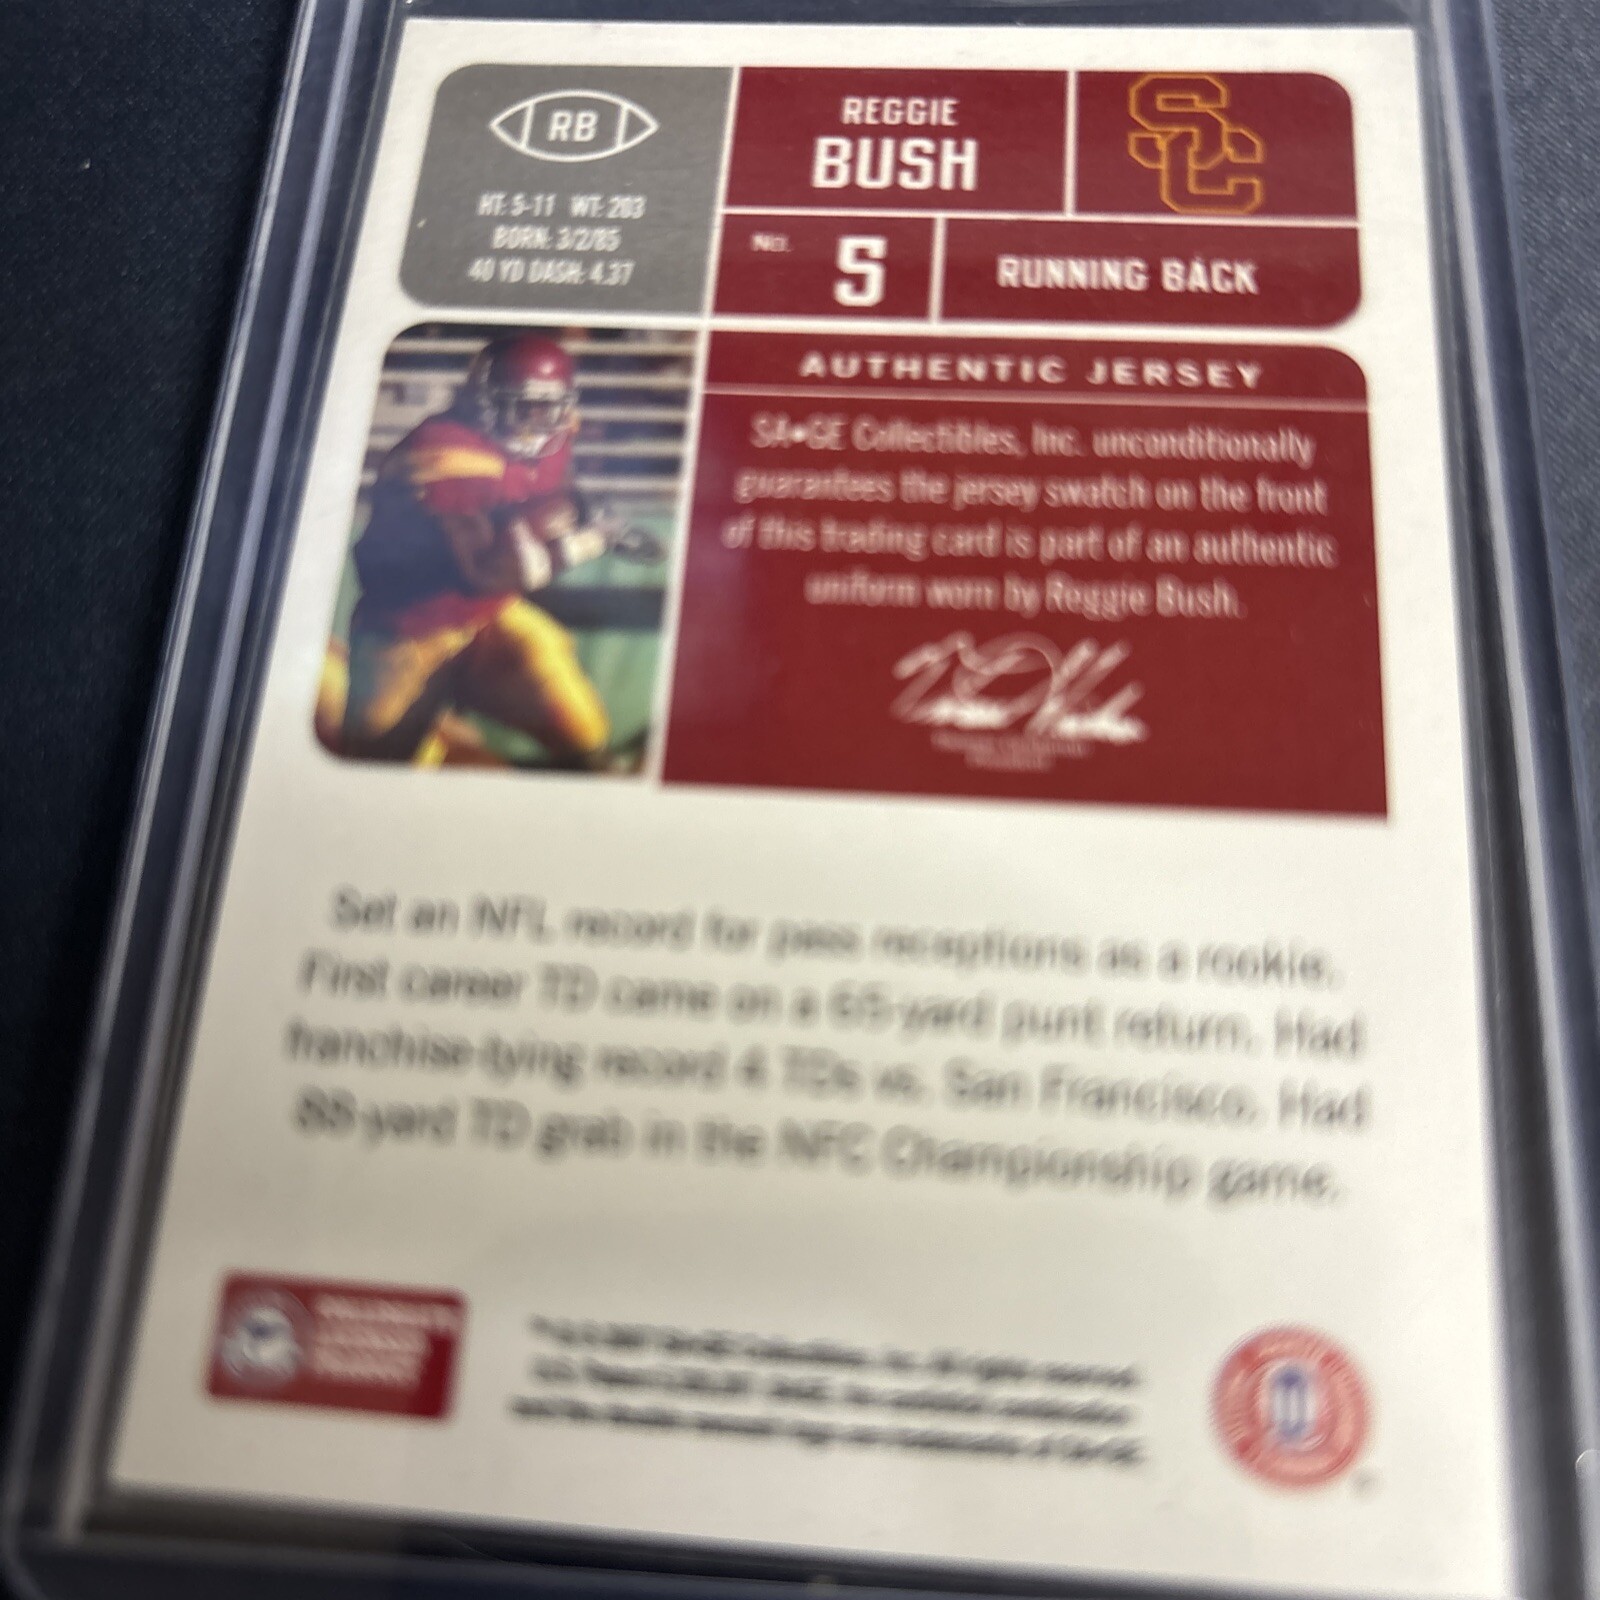 RB
HT: 5-11 WT: 203
BORN: 3/2/85
40 YD DASH: 4.37
REGGIE
BUSH
SC
No. 5
RUNNING BACK
AUTHENTIC JERSEY
SA•GE Collectibles, Inc. unconditionally
guarantees the jersey swatch on the front
of this trading card is part of an authentic
uniform worn by Reggie Bush.
Set an NFL record for pass receptions as a rookie.
First career TD came on a 65-yard punt return. Had
franchise-tying record 4 TDs vs. San Francisco. Had
88-yard TD grab in the NFC Championship game.